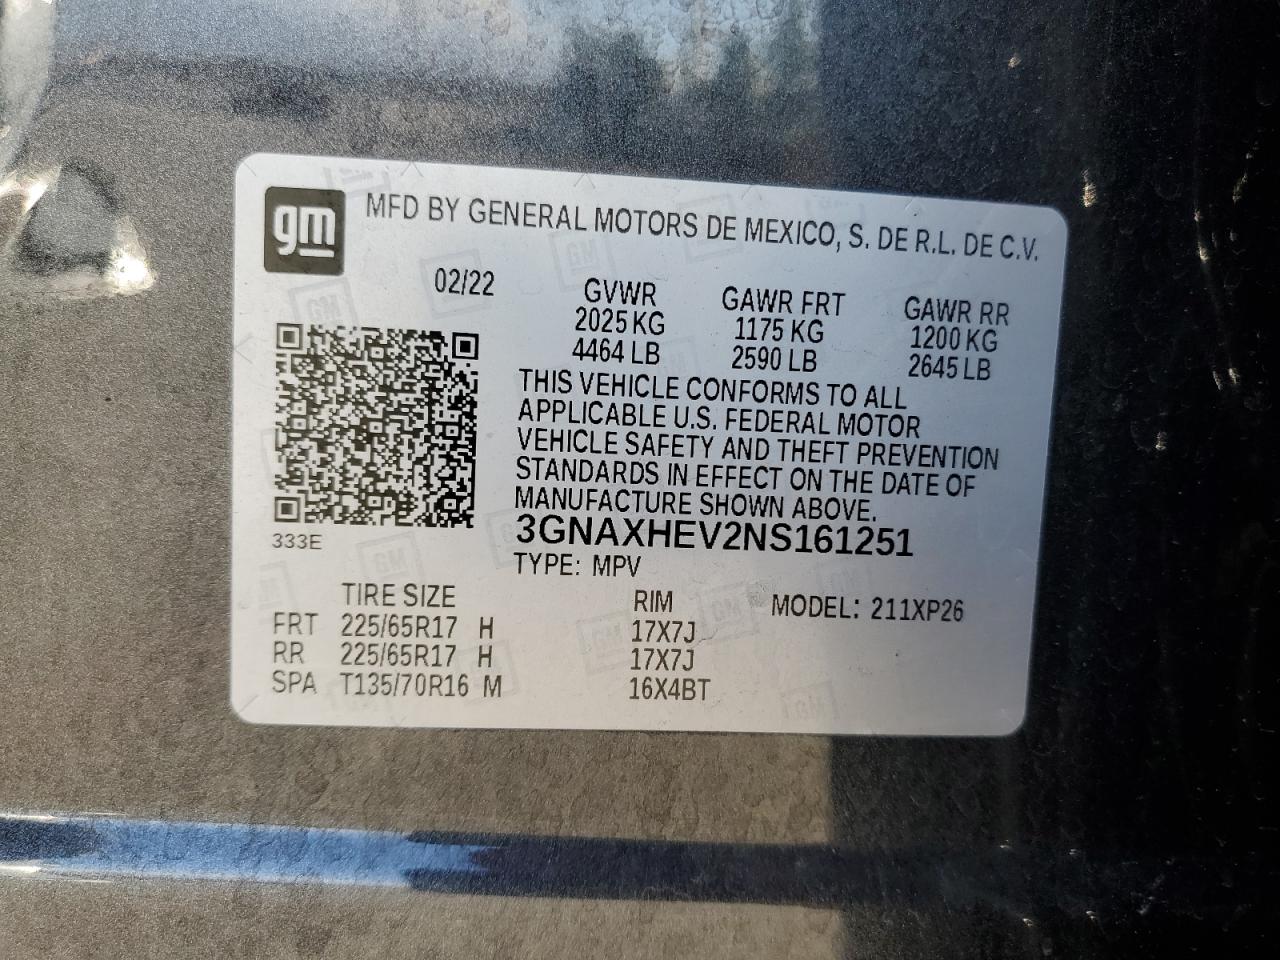 gm
MFD BY GENERAL MOTORS DE MEXICO, S. DE R.L. DE C.V.
02/22
GVWR GAWR FRT GAWR RR
2025 KG 1175 KG 1200 KG
4464 LB 2590 LB 2645 LB
THIS VEHICLE CONFORMS TO ALL
APPLICABLE U.S. FEDERAL MOTOR
VEHICLE SAFETY AND THEFT PREVENTION
STANDARDS IN EFFECT ON THE DATE OF
MANUFACTURE SHOWN ABOVE.
333E
3GNAXHEV2NS161251
TYPE: MPV
TIRE SIZE RIM MODEL: 211XP26
FRT 225/65R17 H 17X7J
RR 225/65R17 H 17X7J
SPA T135/70R16 M 16X4BT